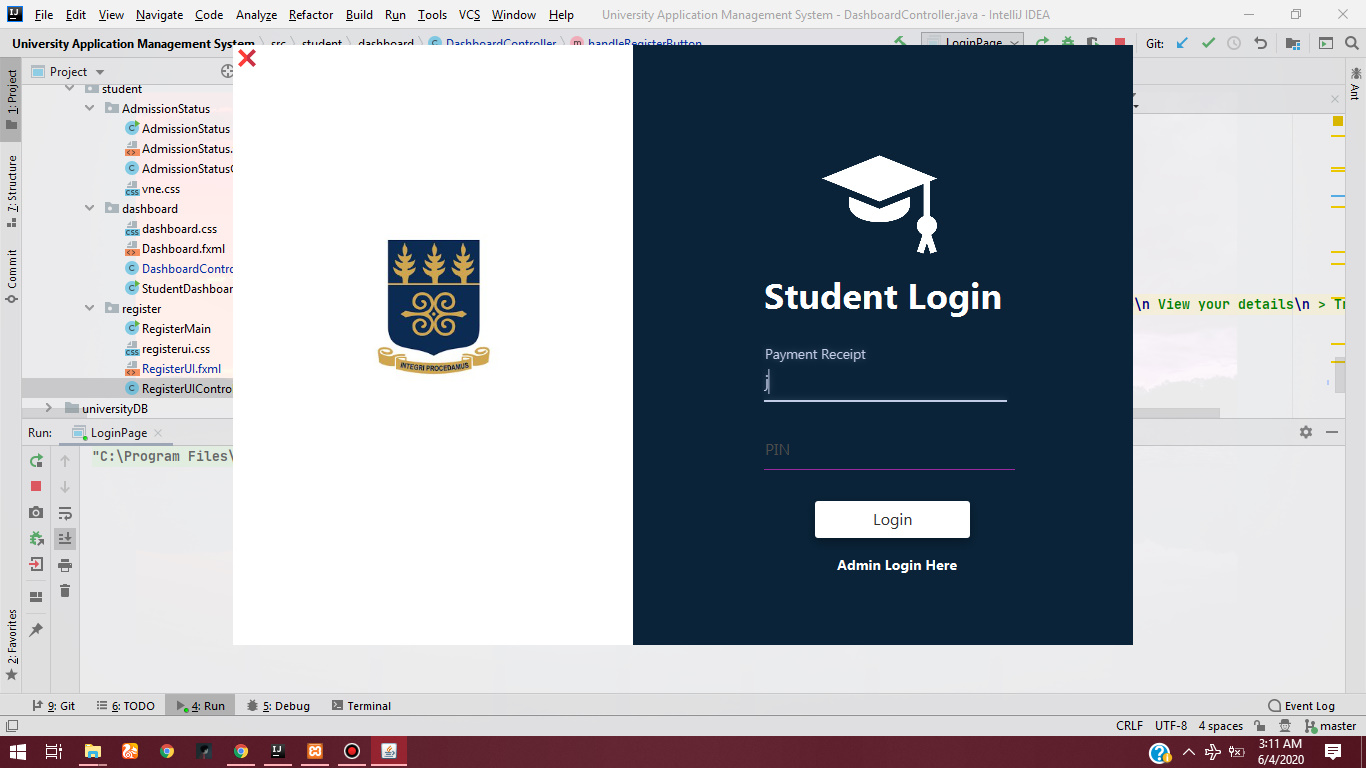 File Edit View Navigate Code Analyze Refactor Build Run Tools VCS Window Help University Application Management System - DashboardController.java - IntelliJ IDEA
University Application Management System src student dashboard DashboardController handleRegisterButton LoginPage Git:
1: Project
Project
student
AdmissionStatus
AdmissionStatus
AdmissionStatus.
AdmissionStatusC
vne.css
dashboard
dashboard.css
Dashboard.fxml
DashboardContro
StudentDashboar
register
RegisterMain
registerui.css
RegisterUI.fxml
RegisterUIControl
universityDB
7: Structure
Commit
2: Favorites
Ant
\n View your details\n > Tr
INTEGRI PROCEDAMUS
Student Login
Payment Receipt
j
PIN
Login
Admin Login Here
Run: LoginPage
"C:\Program Files\
9: Git 6: TODO 4: Run 5: Debug Terminal Event Log
CRLF UTF-8 4 spaces master
3:11 AM
6/4/2020